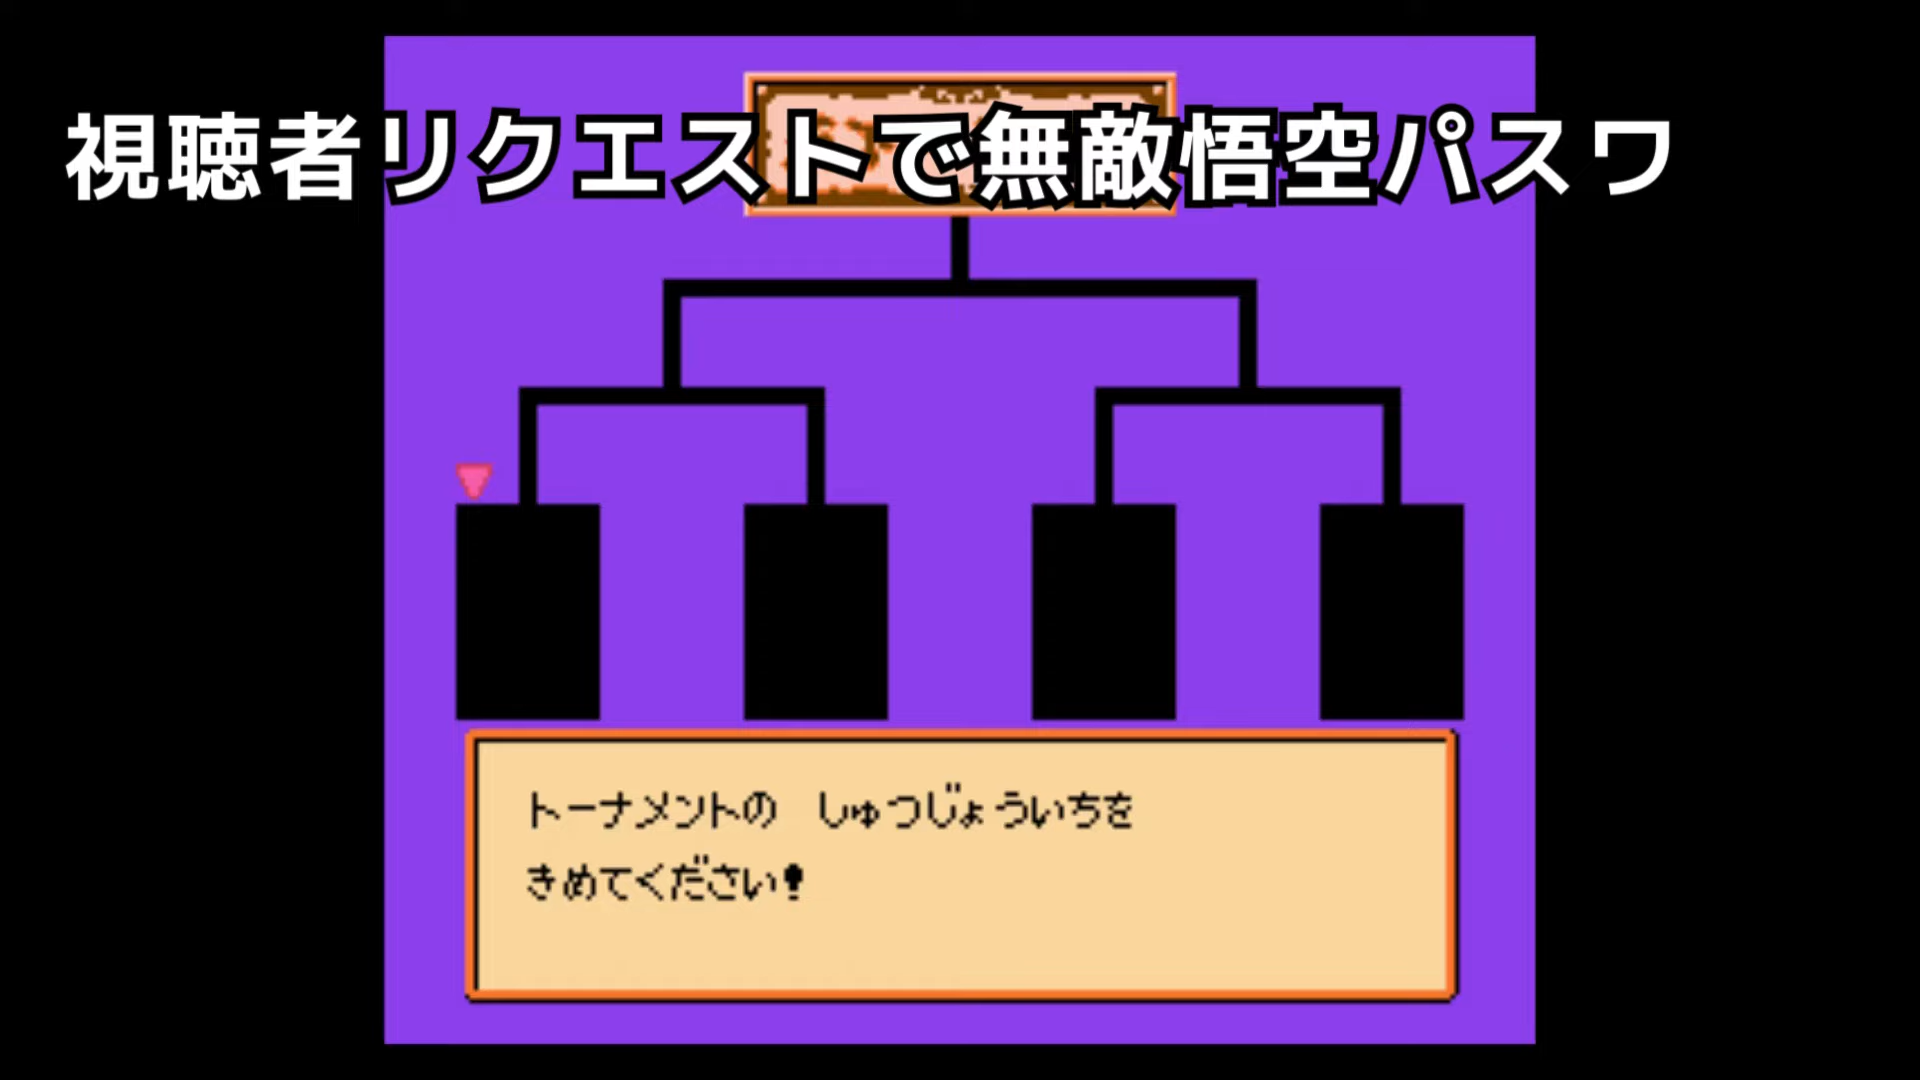 視聴者リクエストで無敵悟空パスワ
トーナメントの しゅつじょういちを
きめてください!